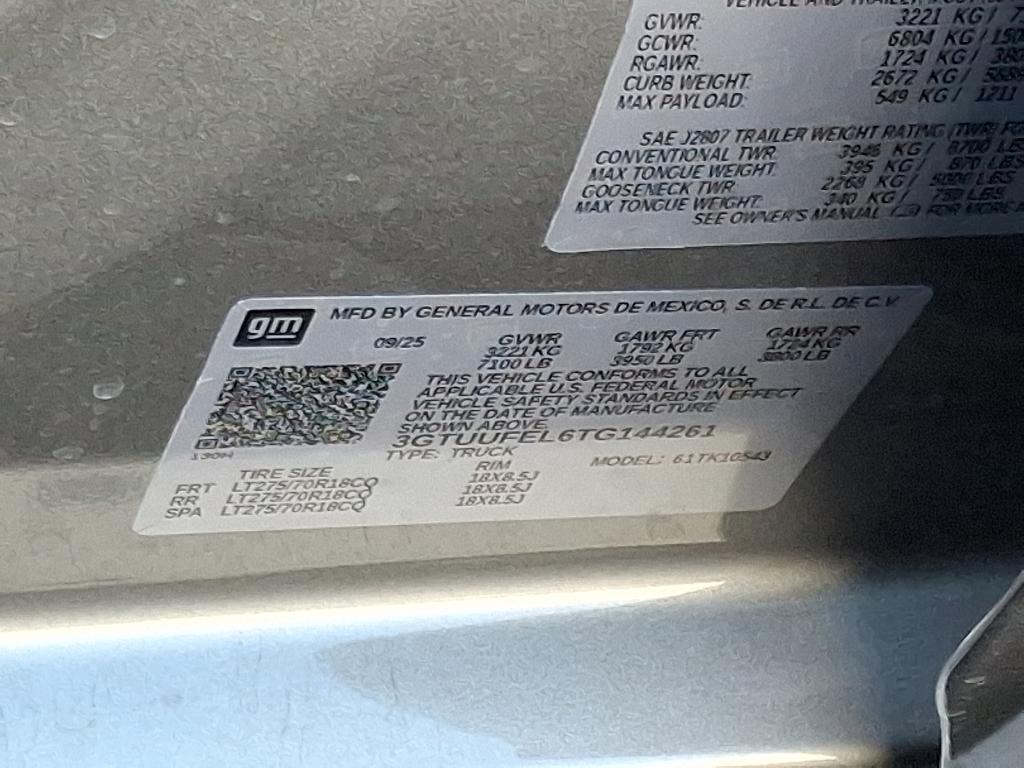 GVWR: 3221 KG /
GCWR: 6804 KG /
RGAWR: 1724 KG /
CURB WEIGHT: 2672 KG /
MAX PAYLOAD: 549 KG / 1211
SAE J2807 TRAILER WEIGHT RATING (TWR)
CONVENTIONAL TWR: 3946 KG / 8700 LBS
MAX TONGUE WEIGHT: 395 KG / 870 LBS
GOOSENECK TWR: 2268 KG / 5000 LBS
MAX TONGUE WEIGHT: 340 KG / 750 LBS
SEE OWNER'S MANUAL FOR MORE
gm MFD BY GENERAL MOTORS DE MEXICO, S. DE R.L. DE C.V
09/25 GVWR GAWR FRT GAWR RR
3221 KG 1792 KG 1724 KG
7100 LB 3950 LB 3800 LB
THIS VEHICLE CONFORMS TO ALL
APPLICABLE U.S. FEDERAL MOTOR
VEHICLE SAFETY STANDARDS IN EFFECT
ON THE DATE OF MANUFACTURE
SHOWN ABOVE.
3GTUUFEL6TG144261
TYPE: TRUCK MODEL: 61TK10543
TIRE SIZE RIM
FRT LT275/70R18CQ 18X8.5J
RR LT275/70R18CQ 18X8.5J
SPA LT275/70R18CQ 18X8.5J